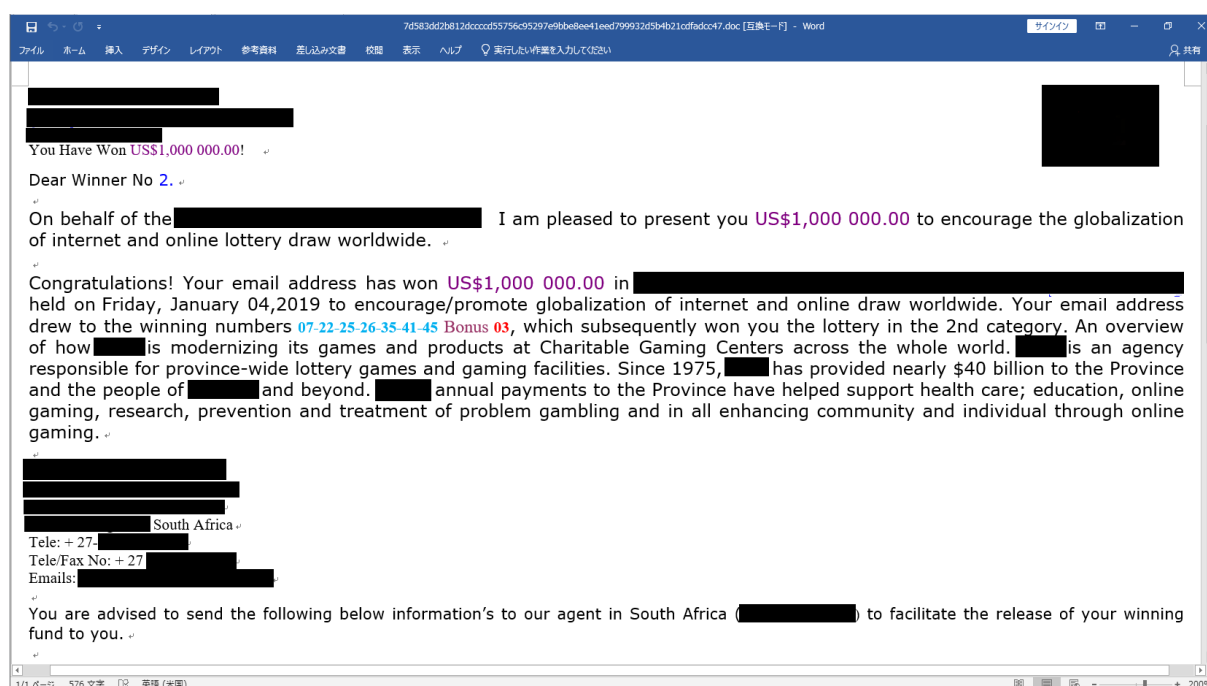 7d583dd2b812dccccd55756c95297e9bbe8ee41eed799932d5b4b21cdfadcc47.doc [互換モード] - Word
サインイン
ファイル ホーム 挿入 デザイン レイアウト 参考資料 差し込み文書 校閲 表示 ヘルプ 実行したい作業を入力してください 共有
You Have Won US$1,000 000.00!
Dear Winner No 2.
On behalf of the I am pleased to present you US$1,000 000.00 to encourage the globalization
of internet and online lottery draw worldwide.
Congratulations! Your email address has won US$1,000 000.00 in
held on Friday, January 04,2019 to encourage/promote globalization of internet and online draw worldwide. Your email address
drew to the winning numbers 07-22-25-26-35-41-45 Bonus 03, which subsequently won you the lottery in the 2nd category. An overview
of how is modernizing its games and products at Charitable Gaming Centers across the whole world. is an agency
responsible for province-wide lottery games and gaming facilities. Since 1975, has provided nearly $40 billion to the Province
and the people of and beyond. annual payments to the Province have helped support health care; education, online
gaming, research, prevention and treatment of problem gambling and in all enhancing community and individual through online
gaming.
South Africa
Tele: + 27-
Tele/Fax No: + 27
Emails:
You are advised to send the following below information's to our agent in South Africa ( ) to facilitate the release of your winning
fund to you.
1/1 ページ 576 文字 英語 (米国) 200%